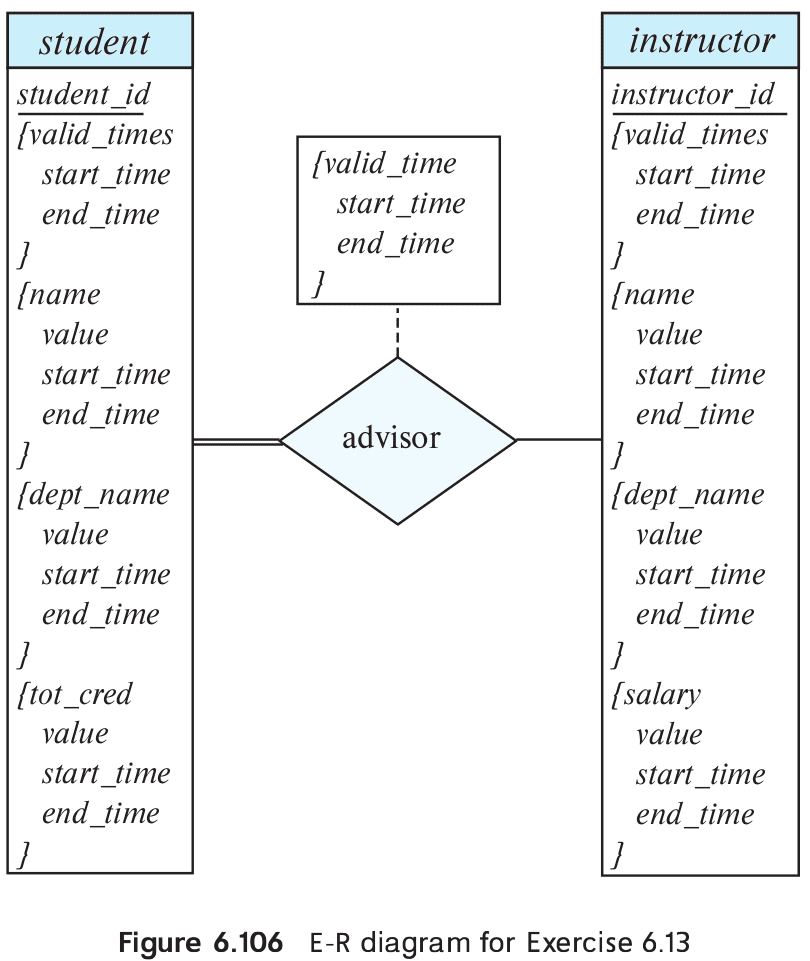 student
student_id
{valid_times
start_time
end_time
}
{name
value
start_time
end_time
}
{dept_name
value
start_time
end_time
}
{tot_cred
value
start_time
end_time
}
{valid_time
start_time
end_time
}
advisor
instructor
instructor_id
{valid_times
start_time
end_time
}
{name
value
start_time
end_time
}
{dept_name
value
start_time
end_time
}
{salary
value
start_time
end_time
}
Figure 6.106 E-R diagram for Exercise 6.13